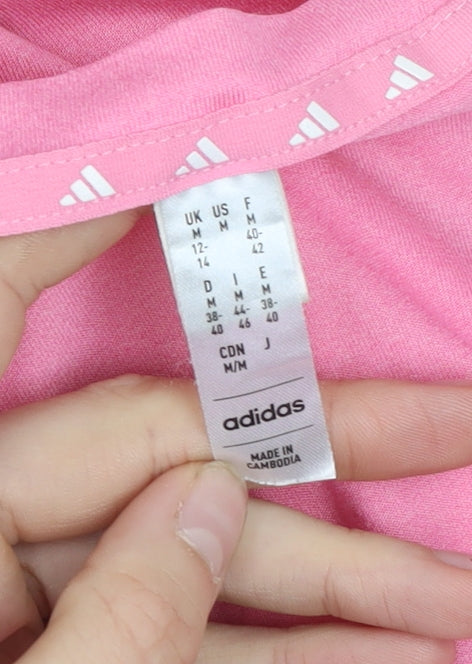 UK US F
M M M
12- 40-
14 42
D I E
M M M
38- 44- 38-
40 46 40
CDN J
M/M
adidas
MADE IN
CAMBODIA